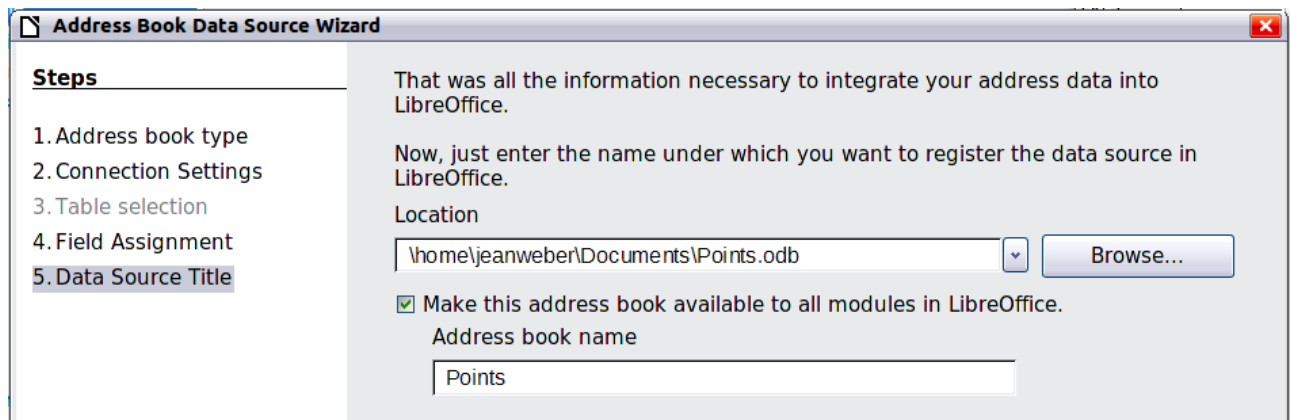 Address Book Data Source Wizard
Steps
1. Address book type
2. Connection Settings
3. Table selection
4. Field Assignment
5. Data Source Title
That was all the information necessary to integrate your address data into
LibreOffice.
Now, just enter the name under which you want to register the data source in
LibreOffice.
Location
\home\jeanweber\Documents\Points.odb
Browse...
Make this address book available to all modules in LibreOffice.
Address book name
Points